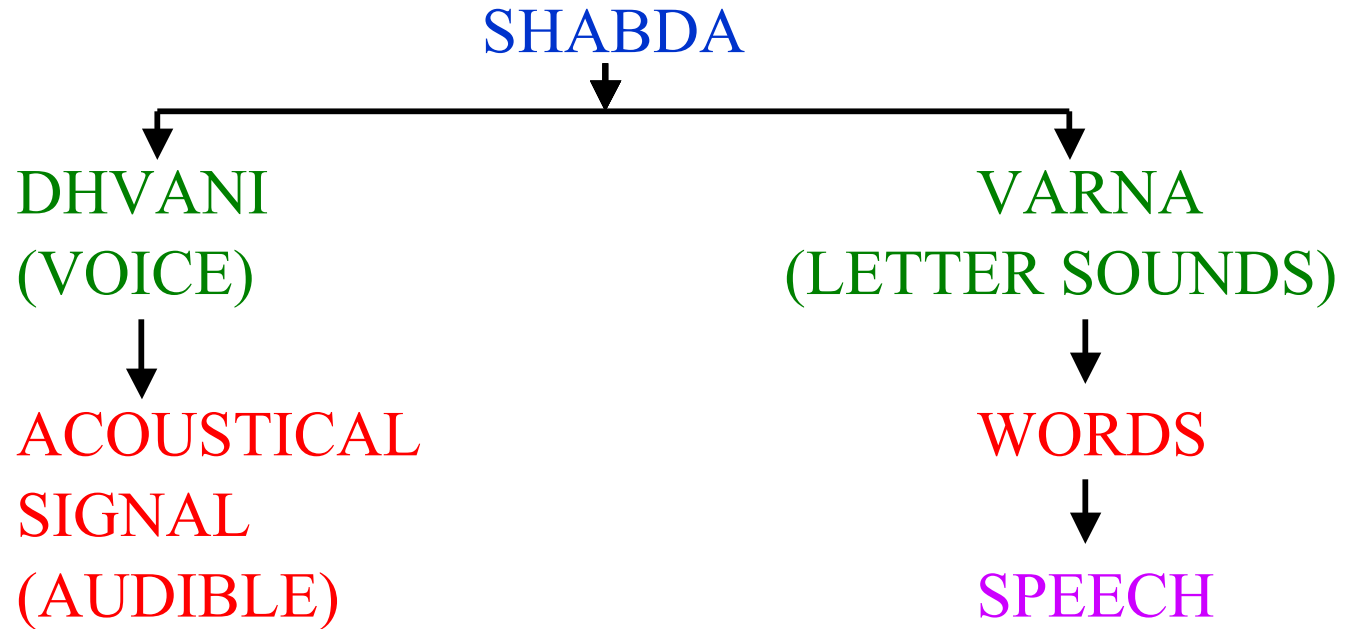 SHABDA
DHVANI
(VOICE)
VARNA
(LETTER SOUNDS)
ACOUSTICAL
SIGNAL
(AUDIBLE)
WORDS
SPEECH